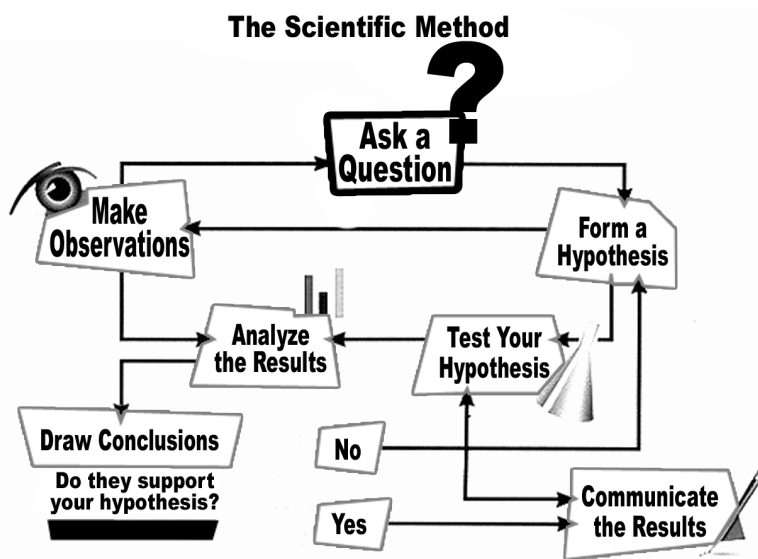 The Scientific Method
?
Ask a
Question
Make
Observations
Form a
Hypothesis
Analyze
the Results
Test Your
Hypothesis
Draw Conclusions
Do they support
your hypothesis?
No
Yes
Communicate
the Results